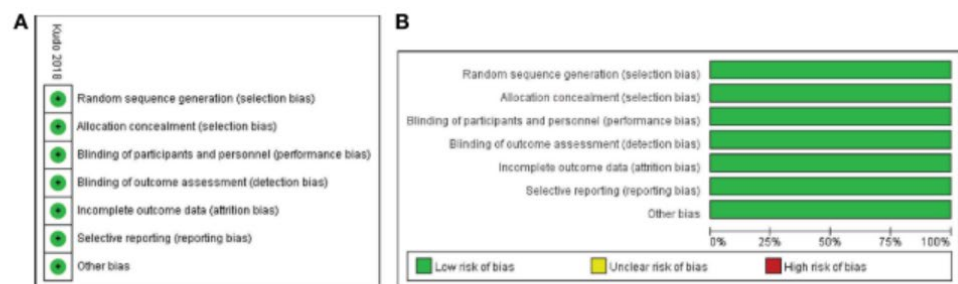 A
Kudo 2018
Random sequence generation (selection bias)
Allocation concealment (selection bias)
Blinding of participants and personnel (performance bias)
Blinding of outcome assessment (detection bias)
Incomplete outcome data (attrition bias)
Selective reporting (reporting bias)
Other bias
B
Random sequence generation (selection bias)
Allocation concealment (selection bias)
Blinding of participants and personnel (performance bias)
Blinding of outcome assessment (detection bias)
Incomplete outcome data (attrition bias)
Selective reporting (reporting bias)
Other bias
0% 25% 50% 75% 100%
Low risk of bias Unclear risk of bias High risk of bias